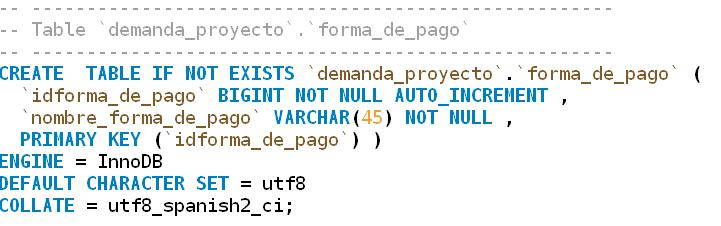 -- -----------------------------------------------------
-- Table `demanda_proyecto`.`forma_de_pago`
-- -----------------------------------------------------
CREATE  TABLE IF NOT EXISTS `demanda_proyecto`.`forma_de_pago` (
  `idforma_de_pago` BIGINT NOT NULL AUTO_INCREMENT ,
  `nombre_forma_de_pago` VARCHAR(45) NOT NULL ,
  PRIMARY KEY (`idforma_de_pago`) )
ENGINE = InnoDB
DEFAULT CHARACTER SET = utf8
COLLATE = utf8_spanish2_ci;